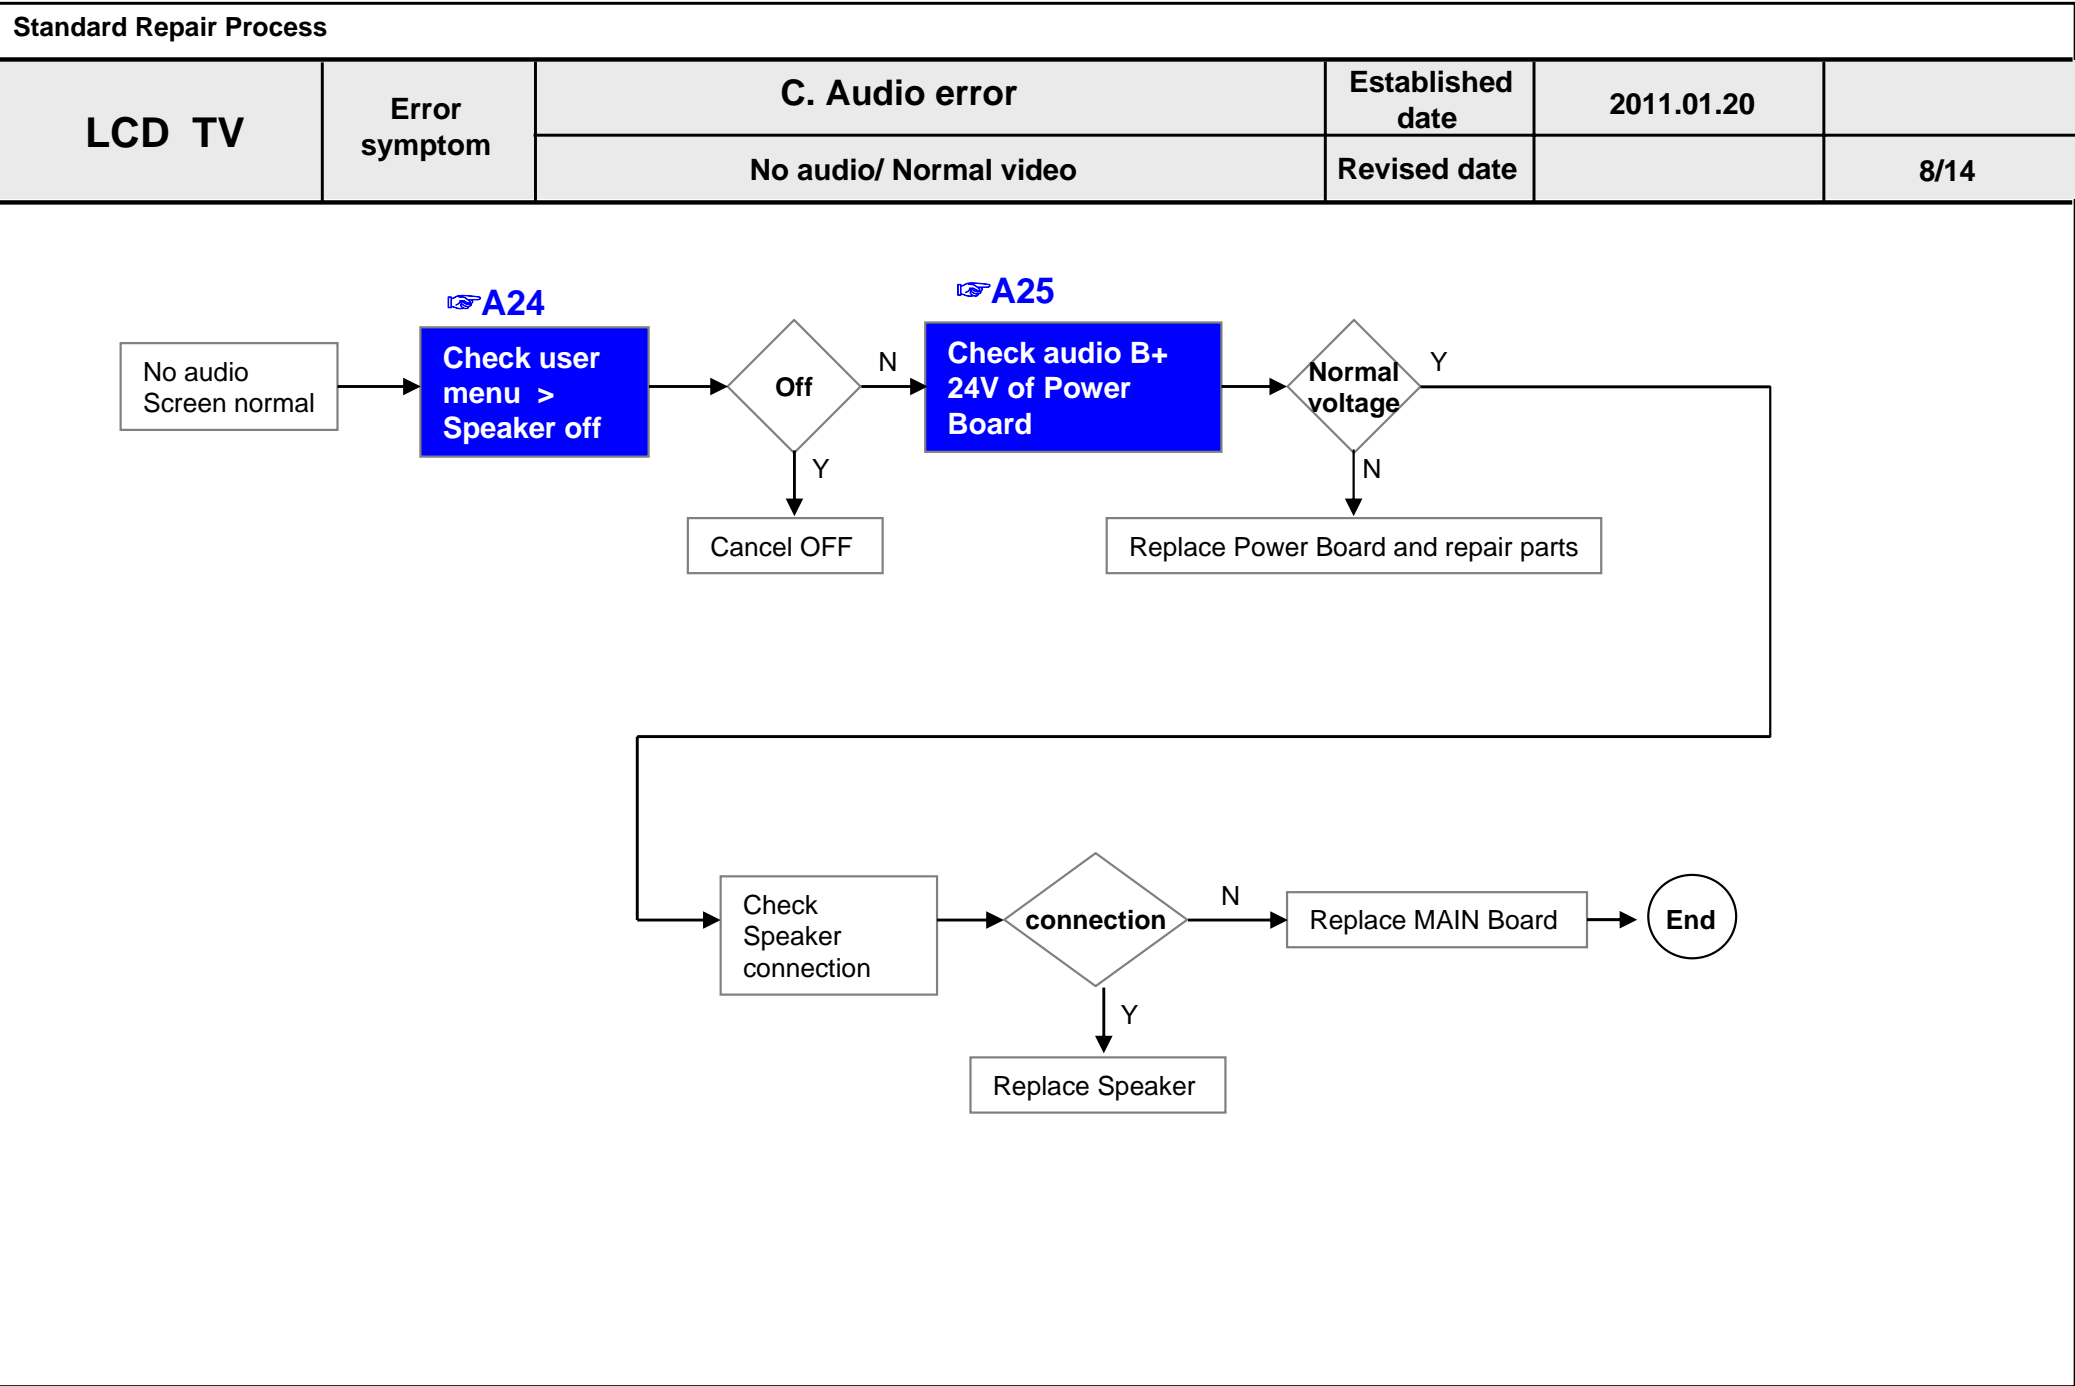 Standard Repair Process
LCD TV
Error
symptom
C. Audio error
Established
date
2011.01.20
No audio/ Normal video
Revised date
8/14
☞A24
☞A25
No audio
Screen normal
Check user
menu >
Speaker off
Off
N
Check audio B+
24V of Power
Board
Normal
voltage
Y
Y
N
Cancel OFF
Replace Power Board and repair parts
Check
Speaker
connection
connection
N
Replace MAIN Board
End
Y
Replace Speaker